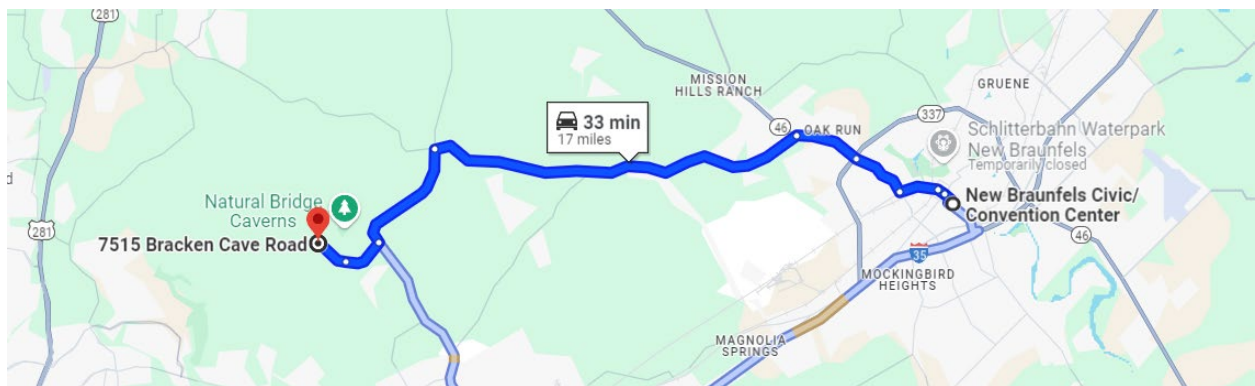 281
MISSION
HILLS RANCH
GRUENE
337
33 min
17 miles
46
OAK RUN
Schlitterbahn Waterpark
New Braunfels
Temporarily closed
Natural Bridge
Caverns
New Braunfels Civic/
Convention Center
281
7515 Bracken Cave Road
46
35
MOCKINGBIRD
HEIGHTS
MAGNOLIA
SPRINGS